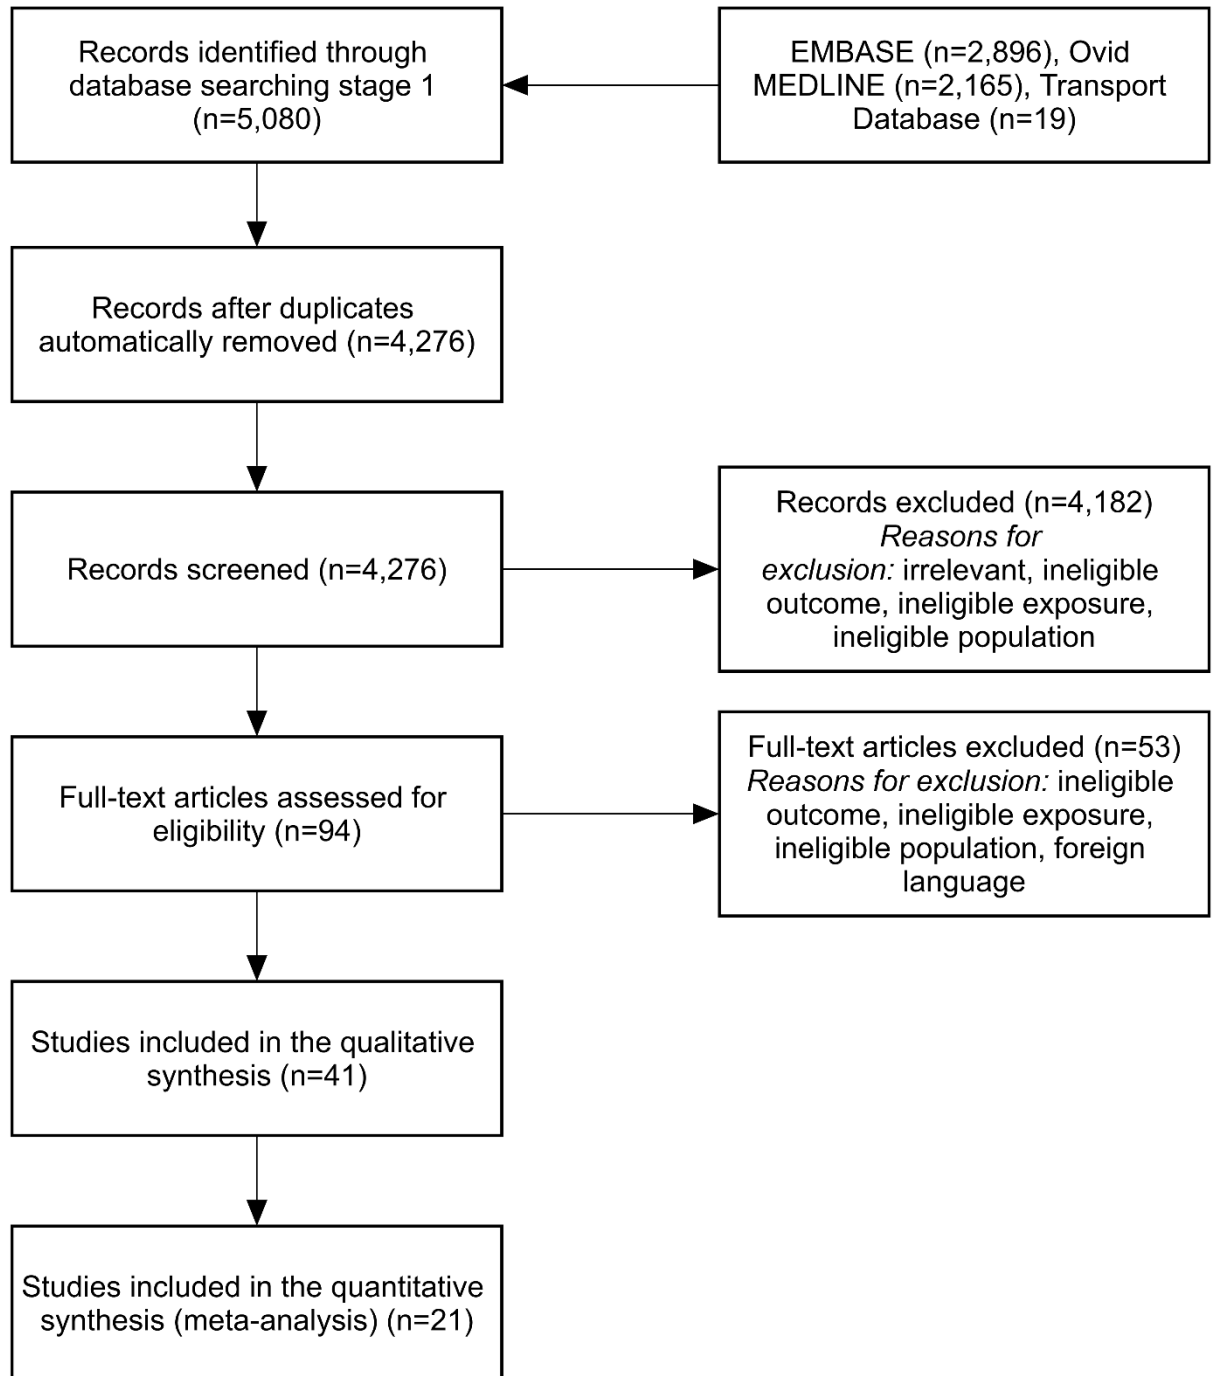 Records identified through
database searching stage 1
(n=5,080)
EMBASE (n=2,896), Ovid
MEDLINE (n=2,165), Transport
Database (n=19)
Records after duplicates
automatically removed (n=4,276)
Records screened (n=4,276)
Records excluded (n=4,182)
Reasons for
exclusion: irrelevant, ineligible
outcome, ineligible exposure,
ineligible population
Full-text articles assessed for
eligibility (n=94)
Full-text articles excluded (n=53)
Reasons for exclusion: ineligible
outcome, ineligible exposure,
ineligible population, foreign
language
Studies included in the qualitative
synthesis (n=41)
Studies included in the quantitative
synthesis (meta-analysis) (n=21)